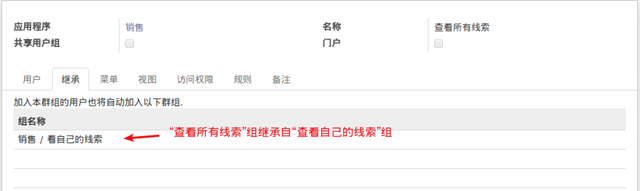 应用程序 销售 名称 查看所有线索
共享用户组 门户
用户 继承 菜单 视图 访问权限 规则 备注
加入本群组的用户也将自动加入以下群组.
组名称
销售 / 看自己的线索
“查看所有线索”组继承自“查看自己的线索”组